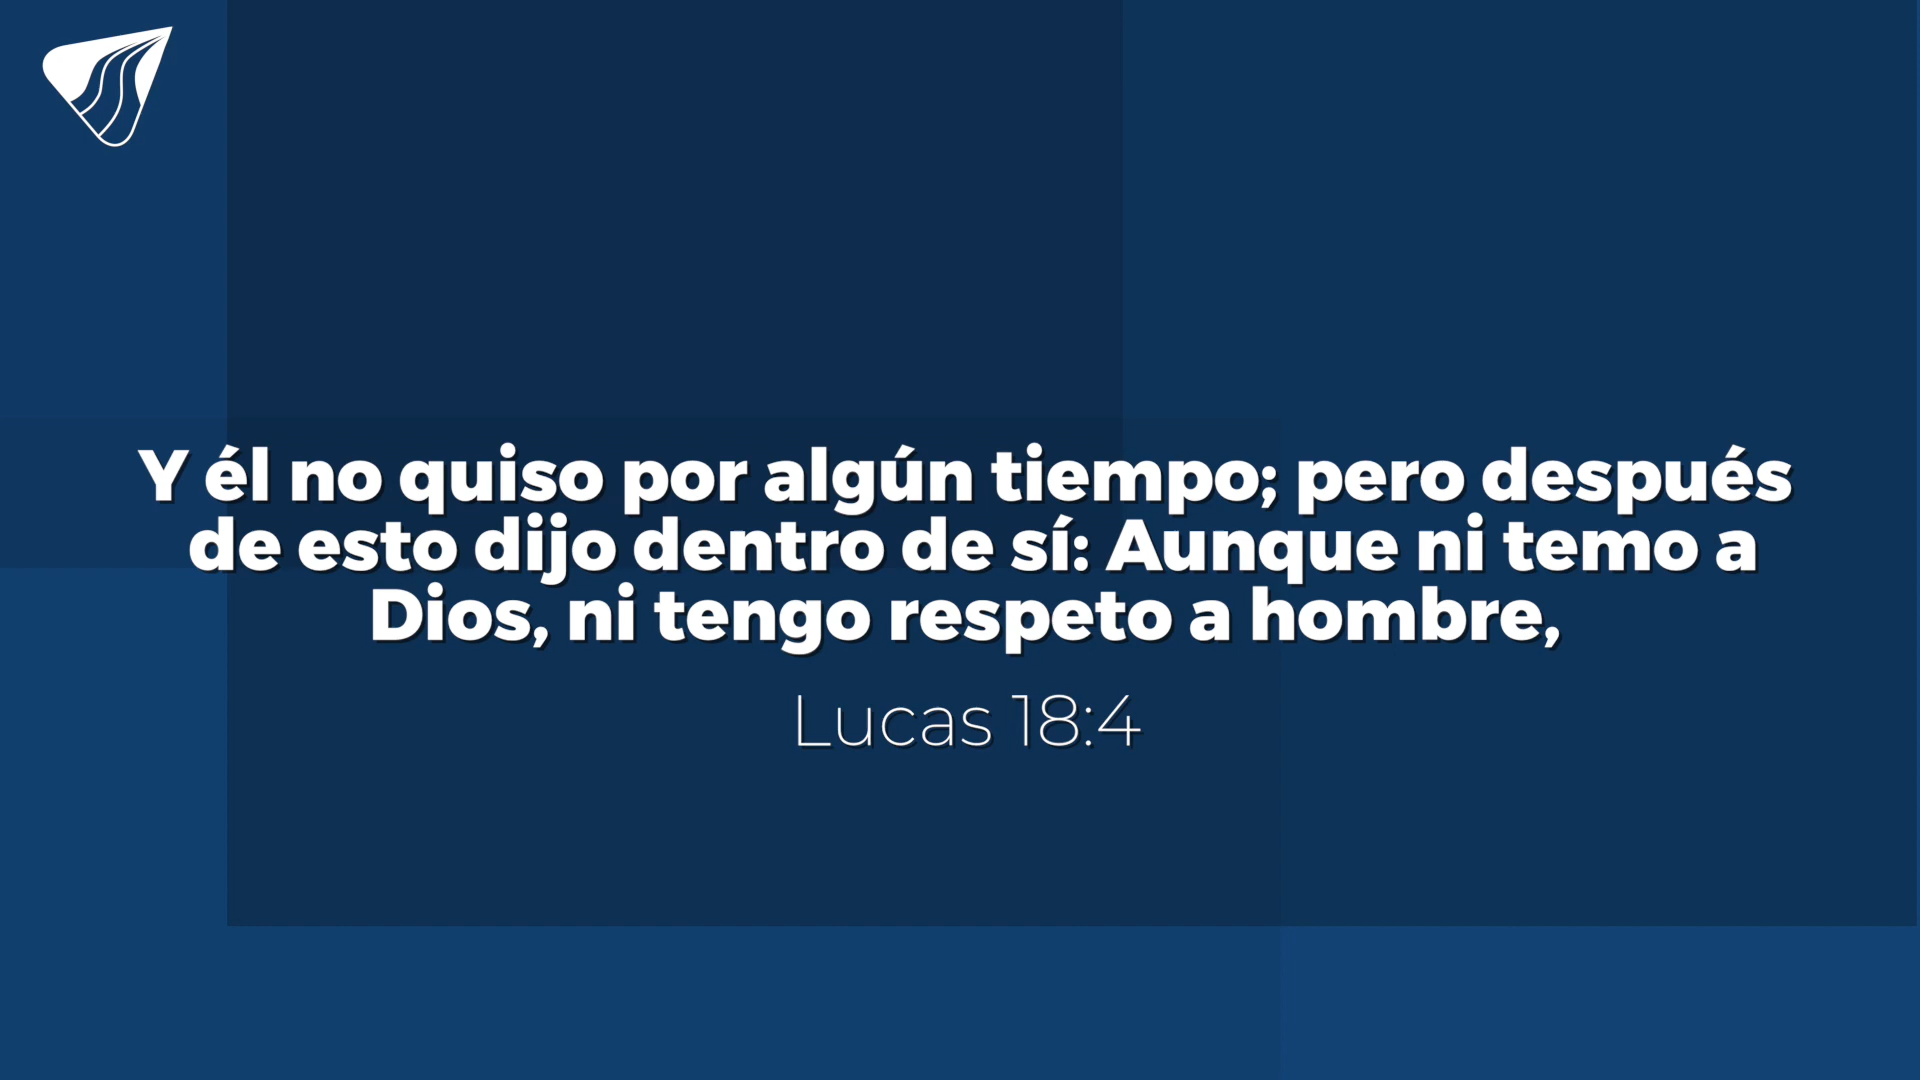 Y él no quiso por algún tiempo; pero después
de esto dijo dentro de sí: Aunque ni temo a
Dios, ni tengo respeto a hombre,
Lucas 18:4